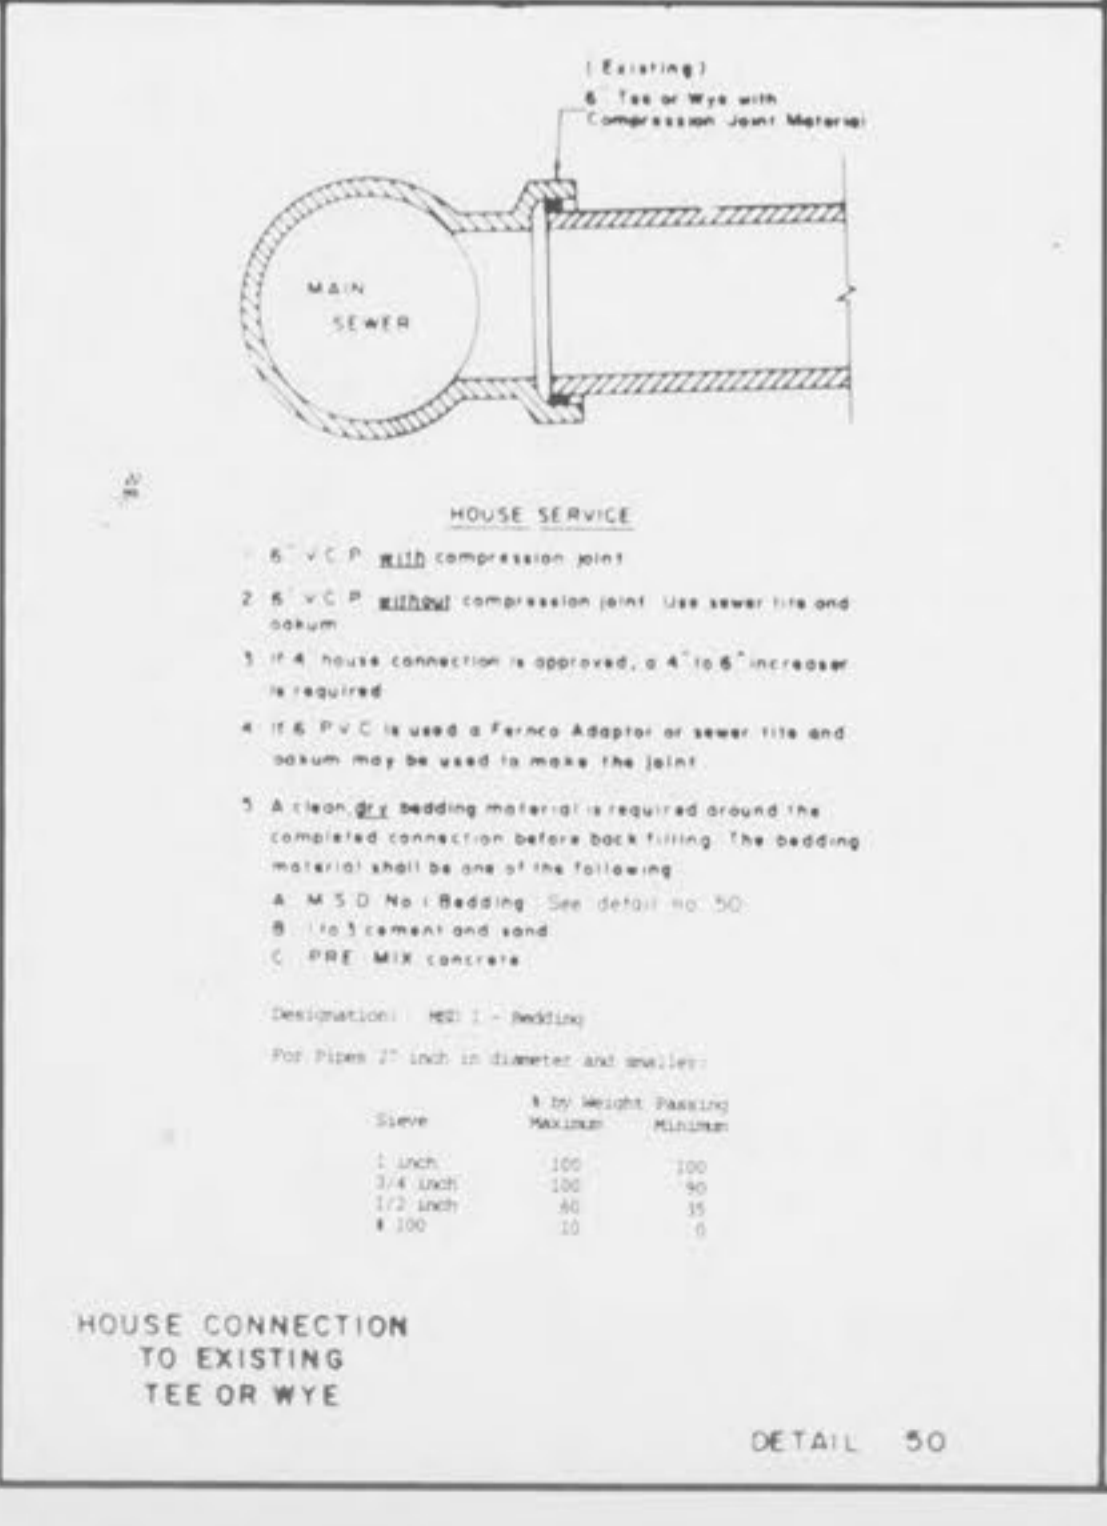 (Existing)
6" Tee or Wye with
Compression Joint Material
MAIN
SEWER
HOUSE SERVICE
6" V C P with compression joint
2 6" V C P without compression joint Use sewer tite and
oakum
3 If 4" house connection is approved, a 4" to 6" increaser
is required
4 If 6" P V C is used a Fernco Adaptor or sewer tite and
oakum may be used to make the joint
5 A clean, dry bedding material is required around the
completed connection before back filling The bedding
material shall be one of the following
A M S D No 1 Bedding See detail no. 50
B 1 to 3 cement and sand
C PRE MIX concrete
Designation: MSD 1 - Bedding
For Pipes inch in diameter and smaller:
% by Weight Passing
Sieve Maximum Minimum
1 inch 100 100
3/4 inch 100 90
1/2 inch 60 35
# 100 10 0
HOUSE CONNECTION
TO EXISTING
TEE OR WYE
DETAIL 50